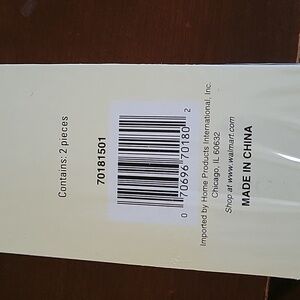 Contains: 2 pieces
70181501
0 70696 70180 2
Imported by Home Products International, Inc.
Chicago, IL 60632
Shop at www.walmart.com
MADE IN CHINA